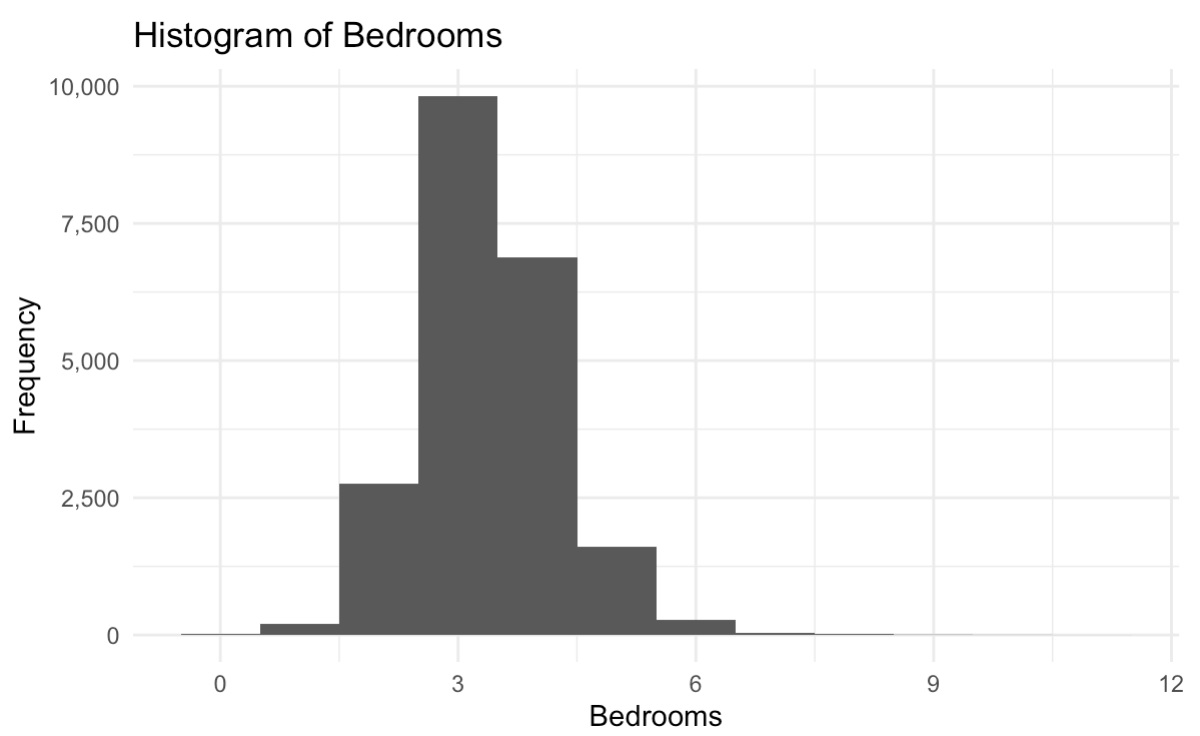 Histogram of Bedrooms
10,000
7,500
5,000
2,500
0
Frequency
0 3 6 9 12
Bedrooms